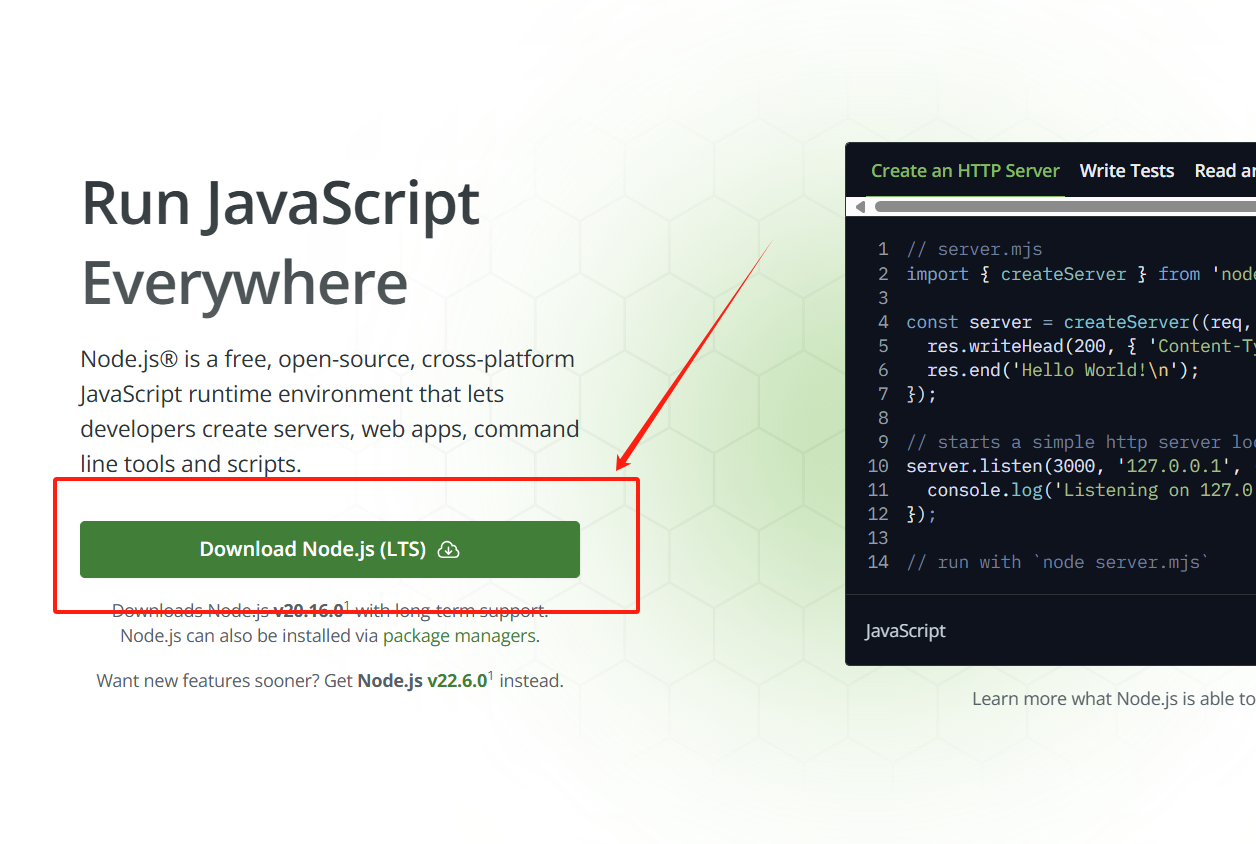 Run JavaScript
Everywhere
Node.js® is a free, open-source, cross-platform
JavaScript runtime environment that lets
developers create servers, web apps, command
line tools and scripts.
Download Node.js (LTS)
Downloads Node.js v20.16.0¹ with long-term support.
Node.js can also be installed via package managers.
Want new features sooner? Get Node.js v22.6.0¹ instead.
Create an HTTP Server Write Tests Read
1 // server.mjs
2 import { createServer } from 'node
3
4 const server = createServer((req,
5 res.writeHead(200, { 'Content-Ty
6 res.end('Hello World!\n');
7 });
8
9 // starts a simple http server loc
10 server.listen(3000, '127.0.0.1',
11 console.log('Listening on 127.0
12 });
13
14 // run with `node server.mjs`
JavaScript
Learn more what Node.js is able to